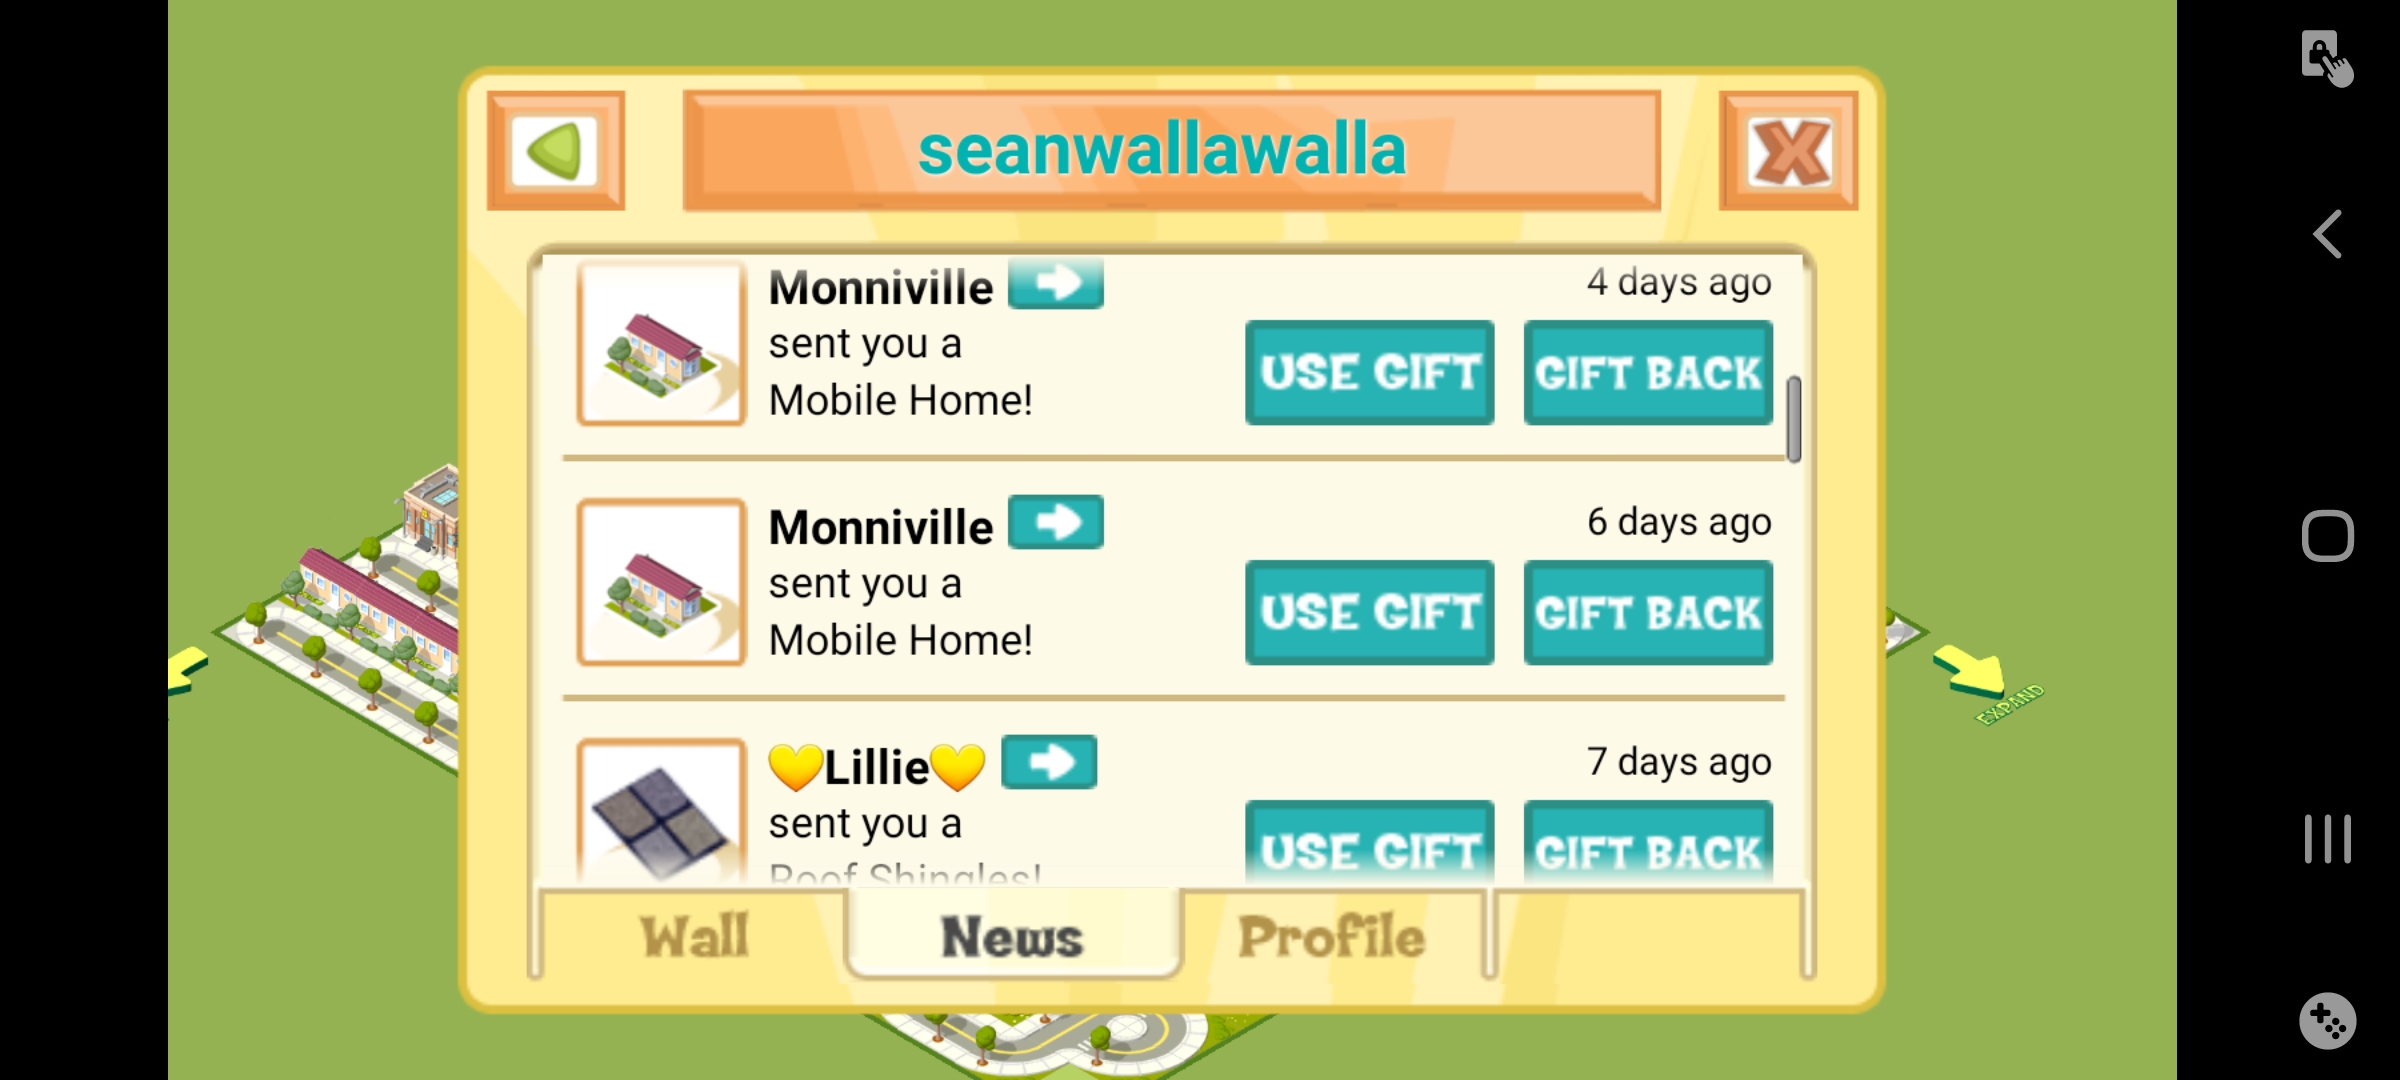 seanwallawalla
Monniville
4 days ago
sent you a
Mobile Home!
USE GIFT
GIFT BACK
Monniville
6 days ago
sent you a
Mobile Home!
USE GIFT
GIFT BACK
💛Lillie💛
7 days ago
sent you a
Roof Shingles!
USE GIFT
GIFT BACK
EXPAND
Wall
News
Profile